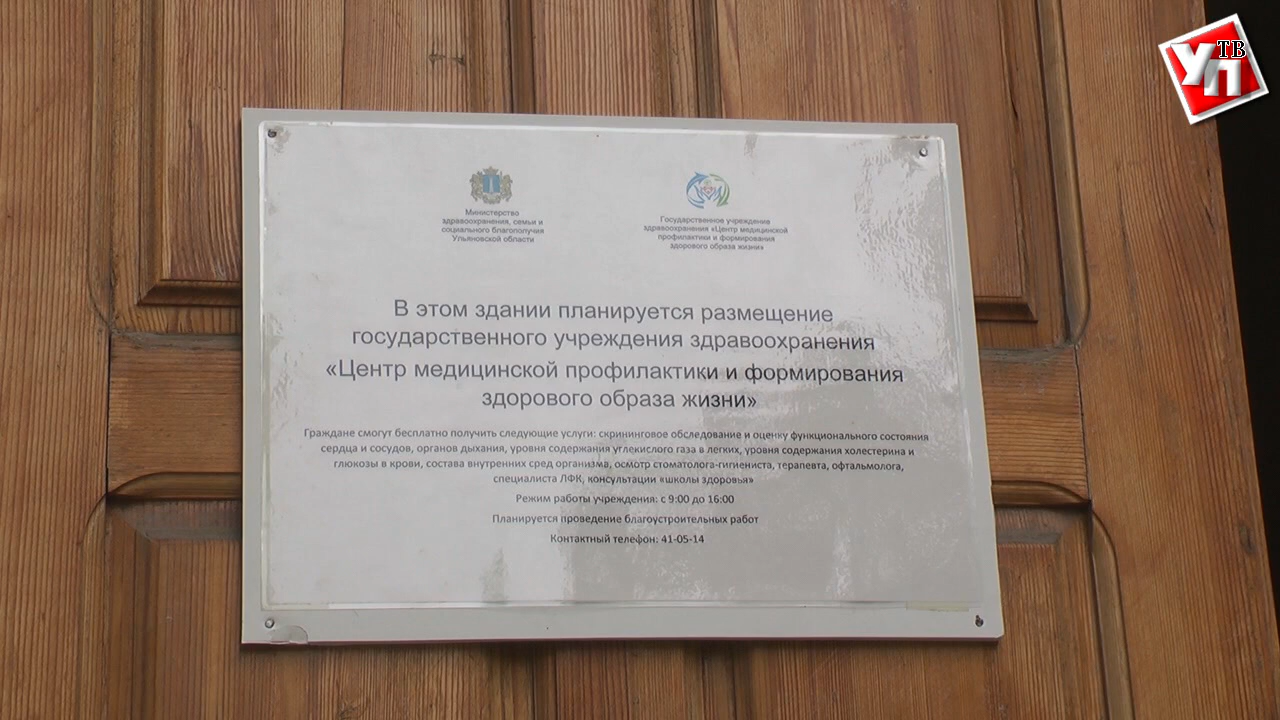 УП ТВ
Министерство
здравоохранения, семьи и
социального благополучия
Ульяновской области
Государственное учреждение
здравоохранения «Центр медицинской
профилактики и формирования
здорового образа жизни»
В этом здании планируется размещение
государственного учреждения здравоохранения
«Центр медицинской профилактики и формирования
здорового образа жизни»
Граждане смогут бесплатно получить следующие услуги: скрининговое обследование и оценку функционального состояния
сердца и сосудов, органов дыхания, уровня содержания углекислого газа в легких, уровня содержания холестерина и
глюкозы в крови, состава внутренних сред организма, осмотр стоматолога-гигиениста, терапевта, офтальмолога,
специалиста ЛФК, консультации «школы здоровья»
Режим работы учреждения: с 9:00 до 16:00
Планируется проведение благоустроительных работ
Контактный телефон: 41-05-14